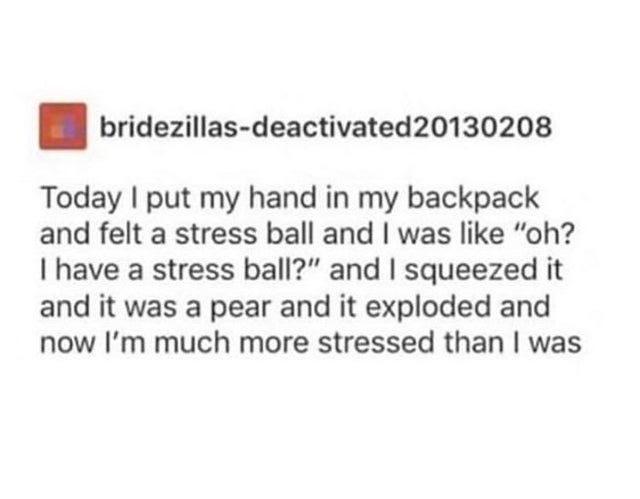 bridezillas-deactivated20130208
Today I put my hand in my backpack
and felt a stress ball and I was like “oh?
I have a stress ball?” and I squeezed it
and it was a pear and it exploded and
now I'm much more stressed than I was